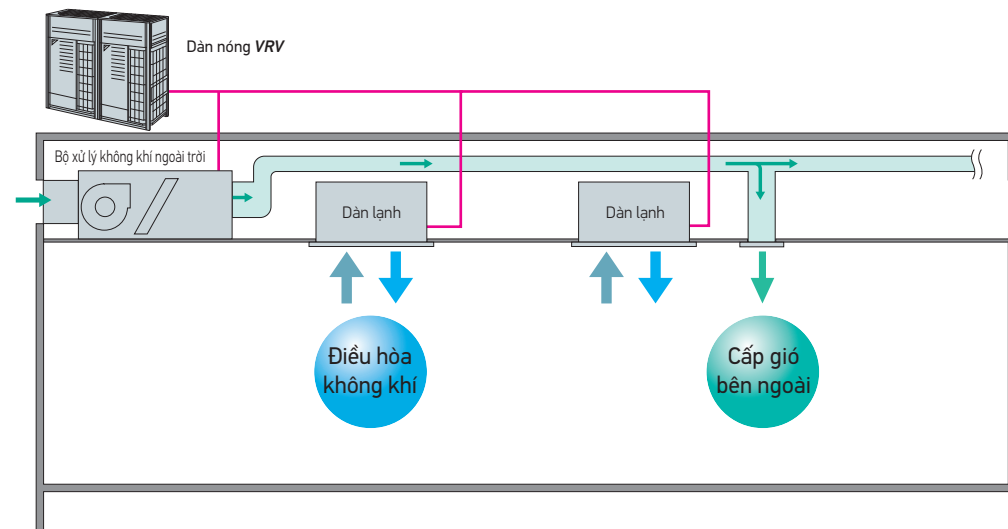 Dàn nóng VRV
Bộ xử lý không khí ngoài trời
Dàn lạnh
Dàn lạnh
Điều hòa
không khí
Cấp gió
bên ngoài